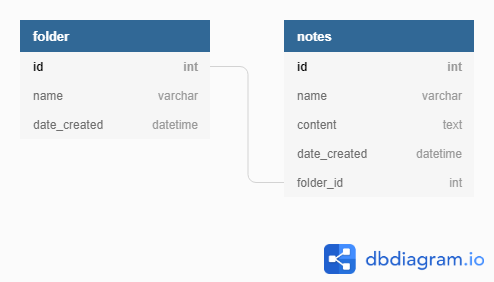 folder
id int
name varchar
date_created datetime
notes
id int
name varchar
content text
date_created datetime
folder_id int
dbdiagram.io